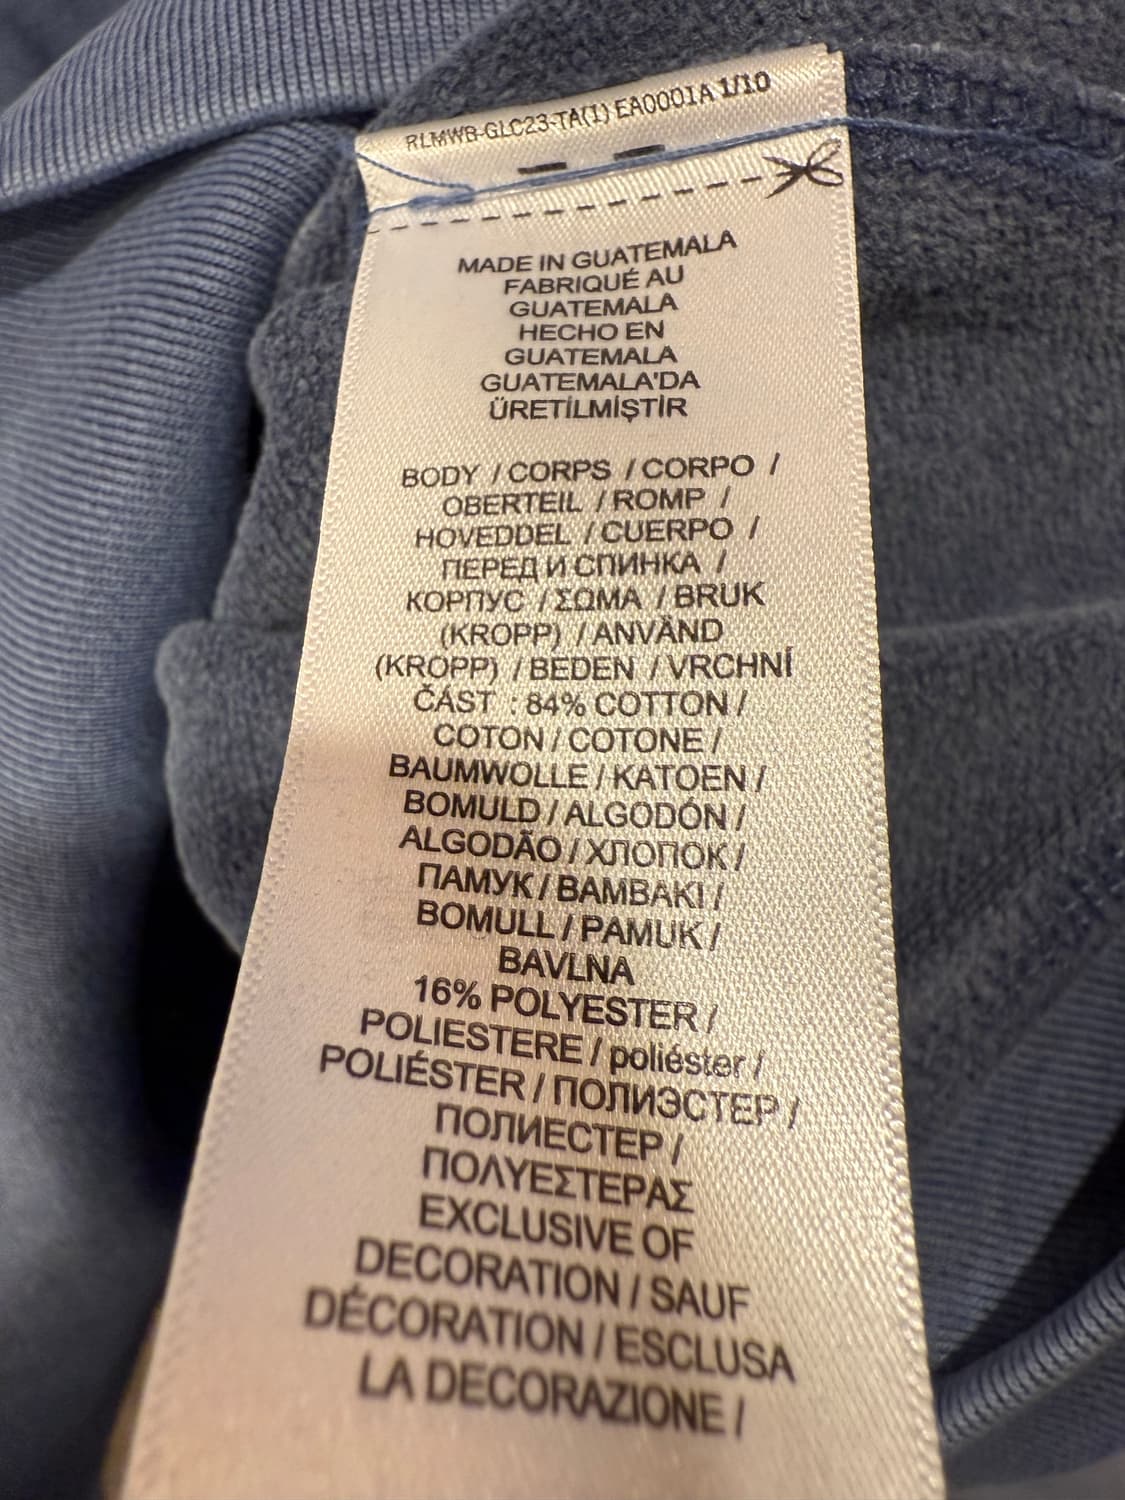 RLMWB-GLC23-TA(1) EA0001A 1/10
MADE IN GUATEMALA
FABRIQUÉ AU
GUATEMALA
HECHO EN
GUATEMALA
GUATEMALA'DA
ÜRETİLMİŞTİR
BODY / CORPS / CORPO /
OBERTEIL / ROMP /
HOVEDDEL / CUERPO /
ПЕРЕД И СПИНКА /
КОРПУС / ΣΩΜΑ / BRUK
(KROPP) / ANVÄND
(KROPP) / BEDEN / VRCHNÍ
ČÁST : 84% COTTON /
COTON / COTONE /
BAUMWOLLE / KATOEN /
BOMULD / ALGODÓN /
ALGODÃO / ХЛОПОК /
ПАМУК / BAMBAKI /
BOMULL / PAMUK /
BAVLNA
16% POLYESTER /
POLIESTERE / poliéster /
POLIÉSTER / ПОЛИЭСТЕР /
ПОЛИЕСТЕР /
ΠΟΛΥΕΣΤΕΡΑΣ
EXCLUSIVE OF
DECORATION / SAUF
DÉCORATION / ESCLUSA
LA DECORAZIONE /